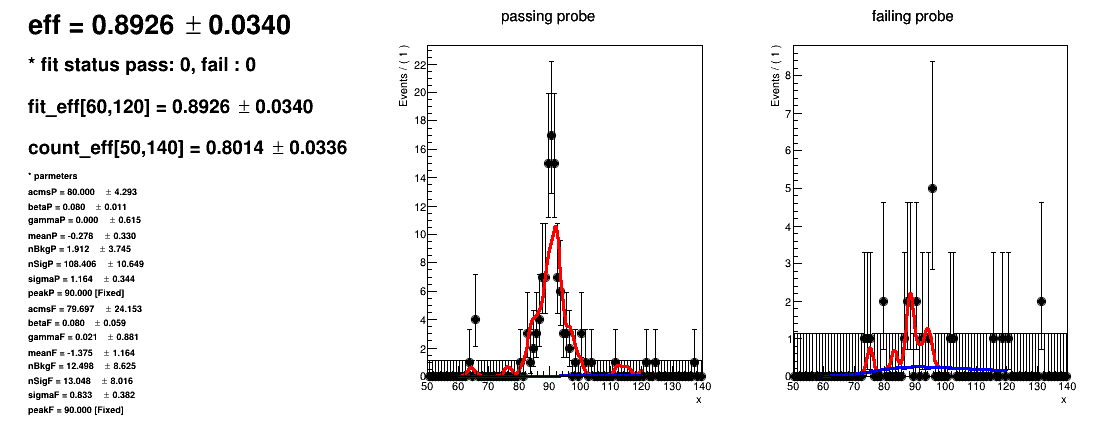 eff = 0.8926 ± 0.0340
* fit status pass: 0, fail : 0
fit_eff[60,120] = 0.8926 ± 0.0340
count_eff[50,140] = 0.8014 ± 0.0336
* parmeters
acmsP = 80.000 ± 4.293
betaP = 0.080 ± 0.011
gammaP = 0.000 ± 0.615
meanP = -0.278 ± 0.330
nBkgP = 1.912 ± 3.745
nSigP = 108.406 ± 10.649
sigmaP = 1.164 ± 0.344
peakP = 90.000 [Fixed]
acmsF = 79.697 ± 24.153
betaF = 0.080 ± 0.059
gammaF = 0.021 ± 0.881
meanF = -1.375 ± 1.164
nBkgF = 12.498 ± 8.625
nSigF = 13.048 ± 8.016
sigmaF = 0.833 ± 0.382
peakF = 90.000 [Fixed]
passing probe
Events / ( 1 )
22
20
18
16
14
12
10
8
6
4
2
0
50 60 70 80 90 100 110 120 130 140
x
failing probe
Events / ( 1 )
8
7
6
5
4
3
2
1
0
50 60 70 80 90 100 110 120 130 140
x